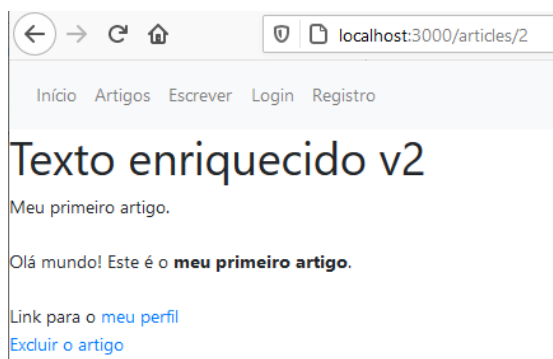 localhost:3000/articles/2
Início Artigos Escrever Login Registro
Texto enriquecido v2
Meu primeiro artigo.
Olá mundo! Este é o meu primeiro artigo.
Link para o meu perfil
Excluir o artigo